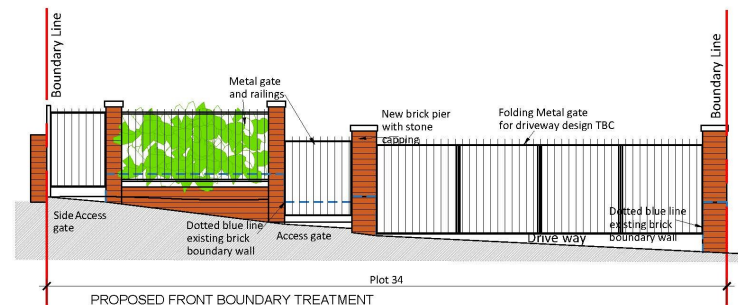 Boundary Line
Boundary Line
Metal gate
and railings
New brick pier
with stone
capping
Folding Metal gate
for driveway design TBC
Side Access
gate
Dotted blue line
existing brick
boundary wall
Access gate
Dotted blue line
existing brick
boundary wall
Drive way
Plot 34
PROPOSED FRONT BOUNDARY TREATMENT